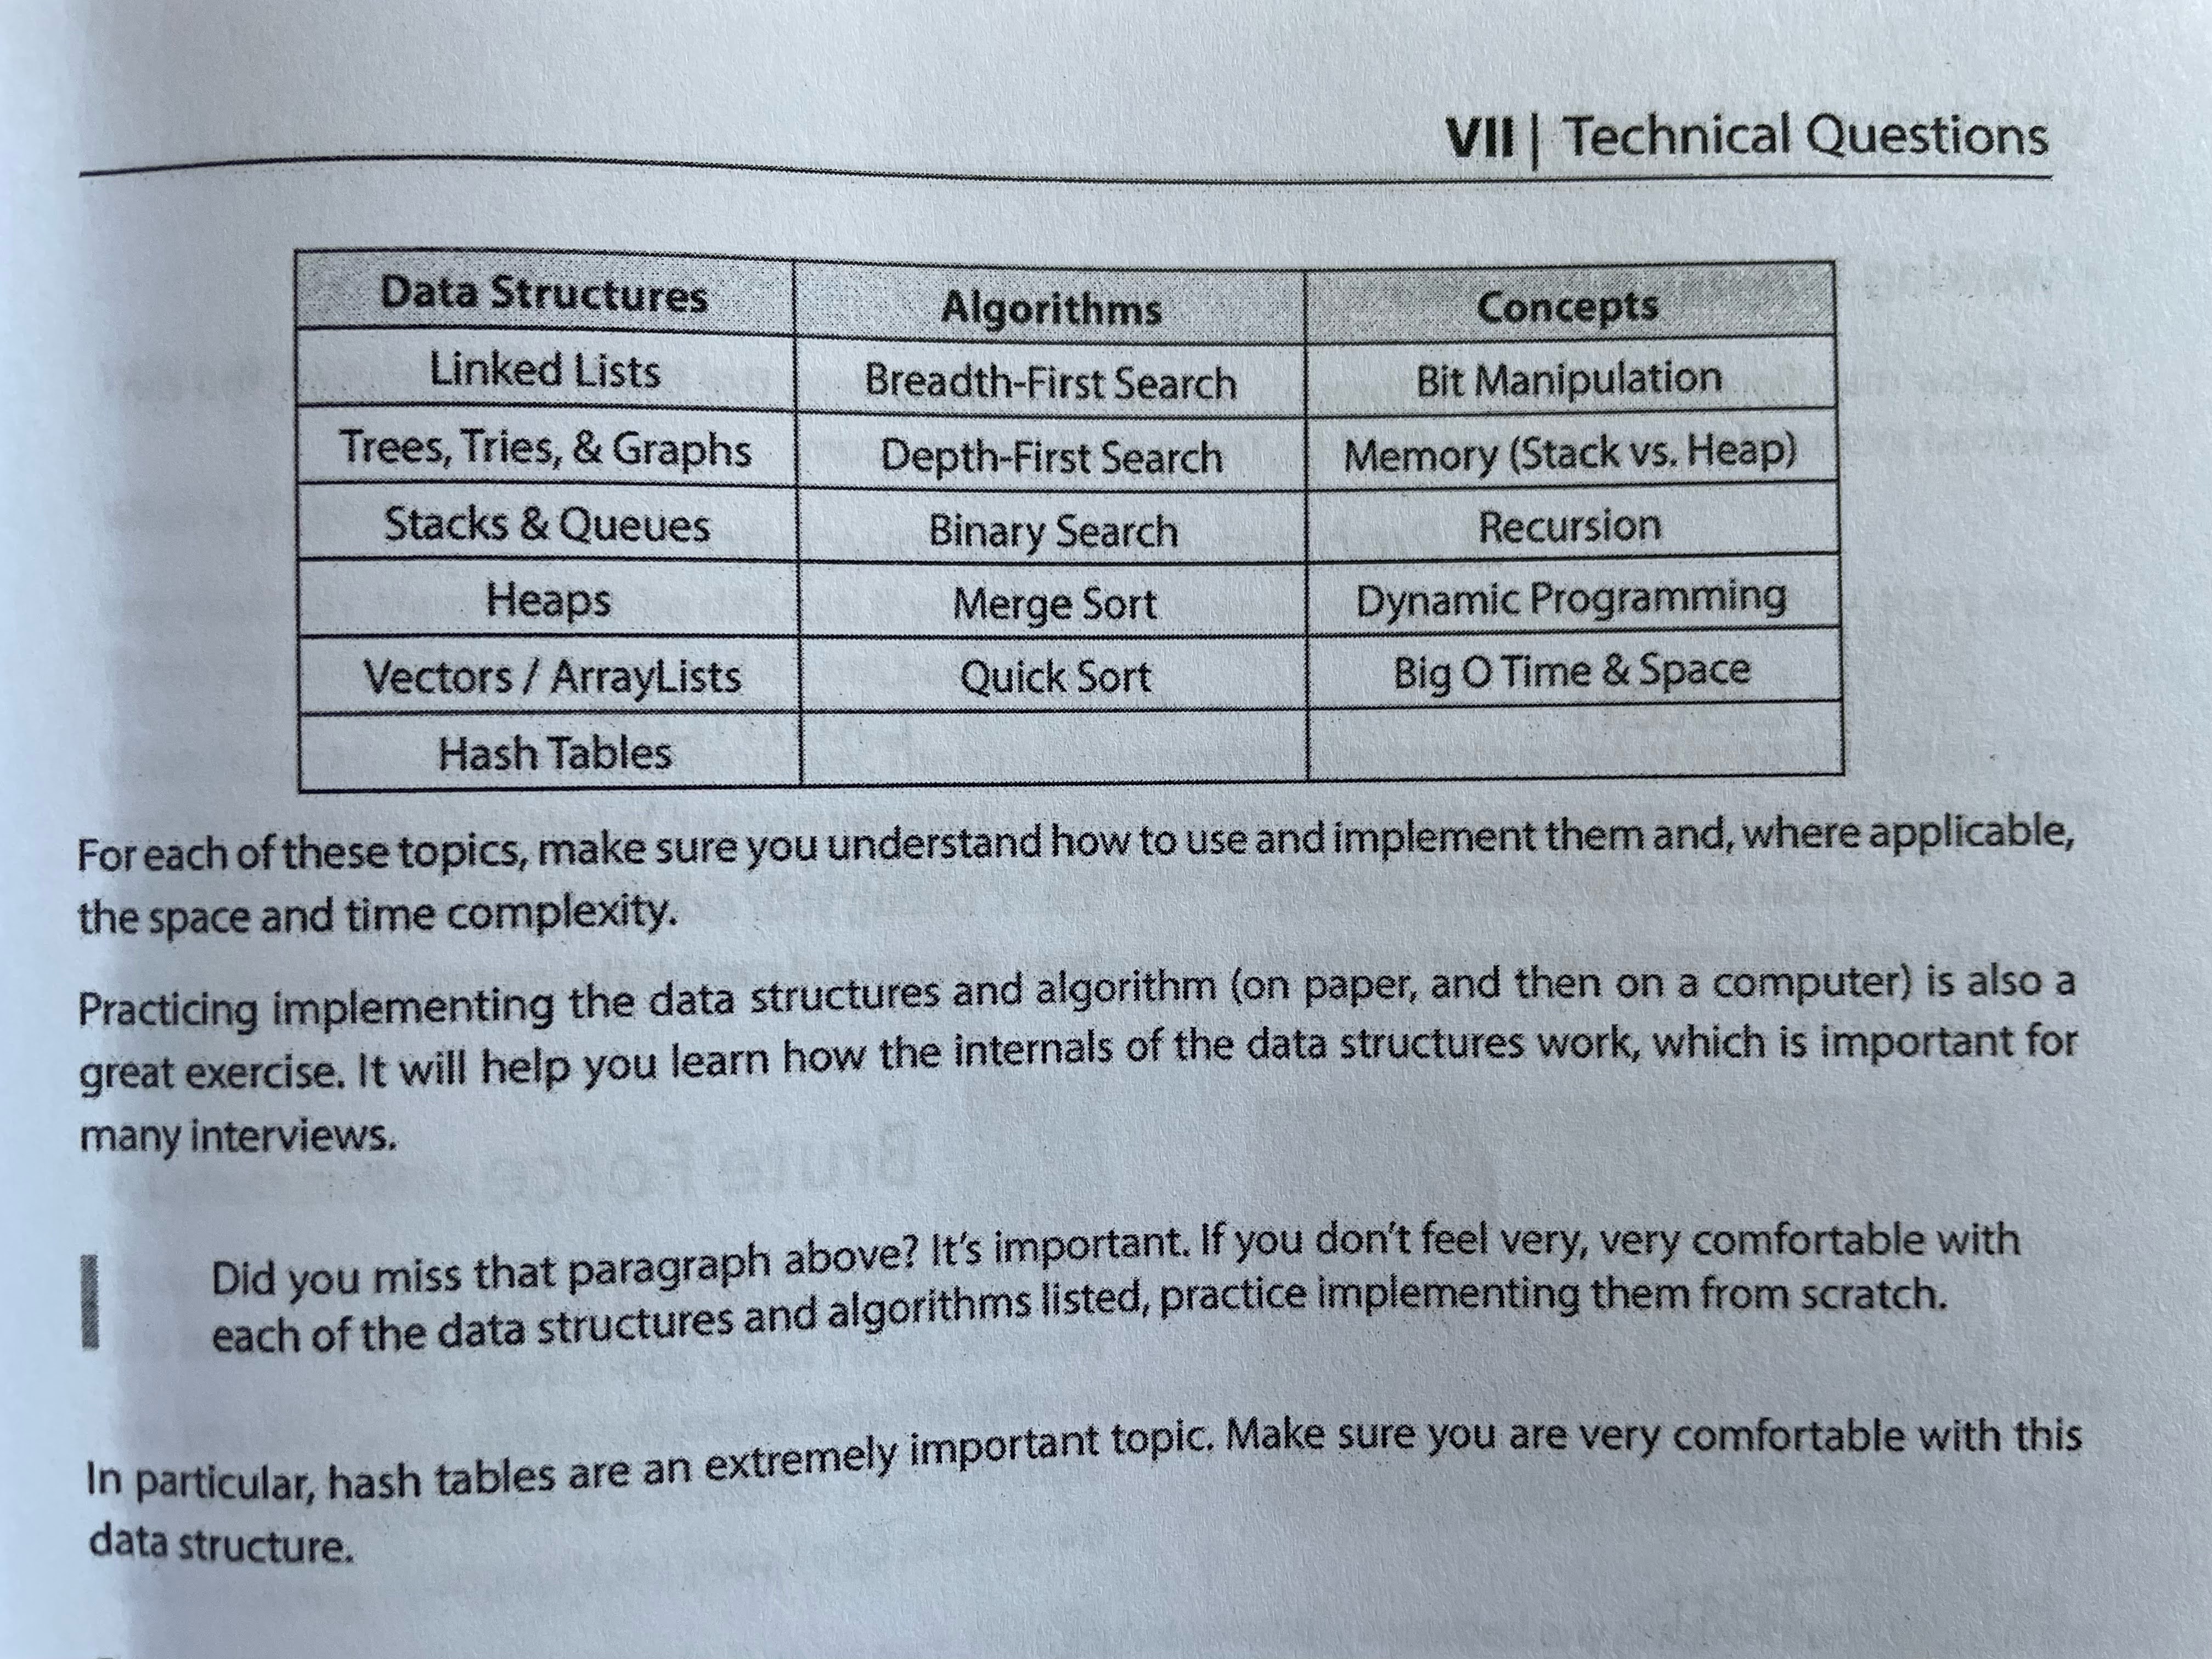 VII | Technical Questions
Data Structures Algorithms Concepts
Linked Lists Breadth-First Search Bit Manipulation
Trees, Tries, & Graphs Depth-First Search Memory (Stack vs. Heap)
Stacks & Queues Binary Search Recursion
Heaps Merge Sort Dynamic Programming
Vectors / ArrayLists Quick Sort Big O Time & Space
Hash Tables
For each of these topics, make sure you understand how to use and implement them and, where applicable,
the space and time complexity.
Practicing implementing the data structures and algorithm (on paper, and then on a computer) is also a
great exercise. It will help you learn how the internals of the data structures work, which is important for
many interviews.
Did you miss that paragraph above? It's important. If you don't feel very, very comfortable with
each of the data structures and algorithms listed, practice implementing them from scratch.
In particular, hash tables are an extremely important topic. Make sure you are very comfortable with this
data structure.